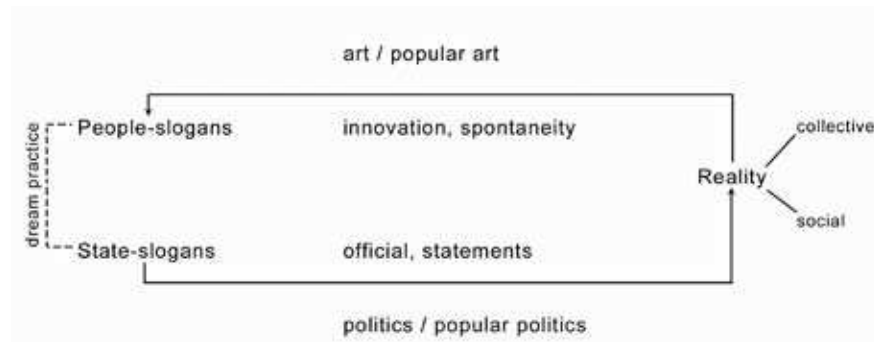 art / popular art
People-slogans
innovation, spontaneity
collective
dream practice
Reality
social
State-slogans
official, statements
politics / popular politics